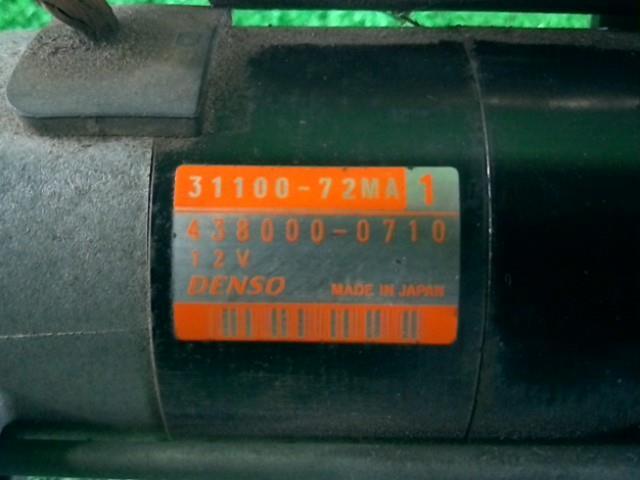 31100-72MA 1
438000-0710
12V
DENSO MADE IN JAPAN